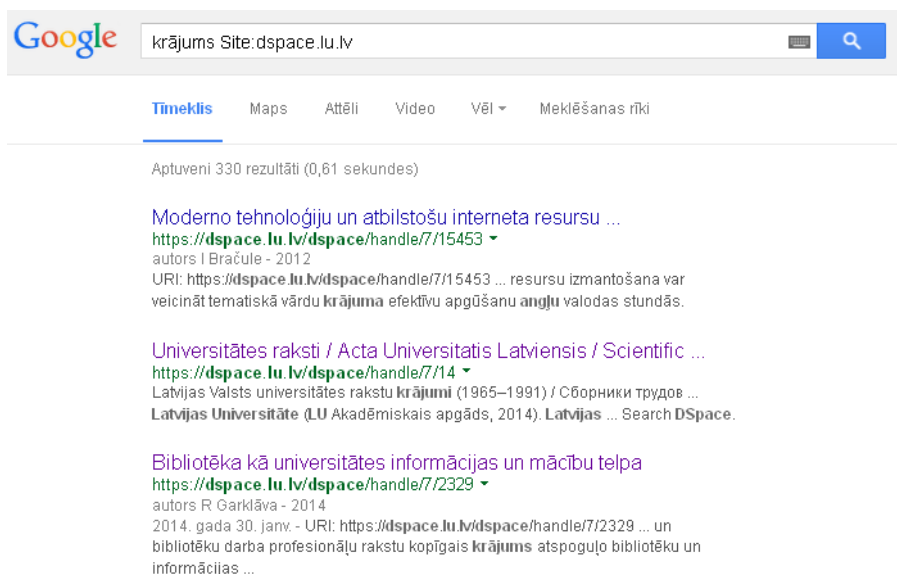 Google
krājums Site:dspace.lu.lv
Tīmeklis Maps Attēli Video Vēl Meklēšanas rīki
Aptuveni 330 rezultāti (0,61 sekundes)
Moderno tehnoloģiju un atbilstošu interneta resursu ...
https://dspace.lu.lv/dspace/handle/7/15453
autors I Bračule - 2012
URI: https://dspace.lu.lv/dspace/handle/7/15453 ... resursu izmantošana var
veicināt tematiskā vārdu krājuma efektīvu apgūšanu angļu valodas stundās.
Universitātes raksti / Acta Universitatis Latviensis / Scientific ...
https://dspace.lu.lv/dspace/handle/7/14
Latvijas Valsts universitātes rakstu krājumi (1965–1991) / Сборники трудов ...
Latvijas Universitāte (LU Akadēmiskais apgāds, 2014). Latvijas ... Search DSpace.
Bibliotēka kā universitātes informācijas un mācību telpa
https://dspace.lu.lv/dspace/handle/7/2329
autors R Garklāva - 2014
2014. gada 30. janv. - URI: https://dspace.lu.lv/dspace/handle/7/2329 ... un
bibliotēku darba profesionāļu rakstu kopīgais krājums atspoguļo bibliotēku un
informācijas ...